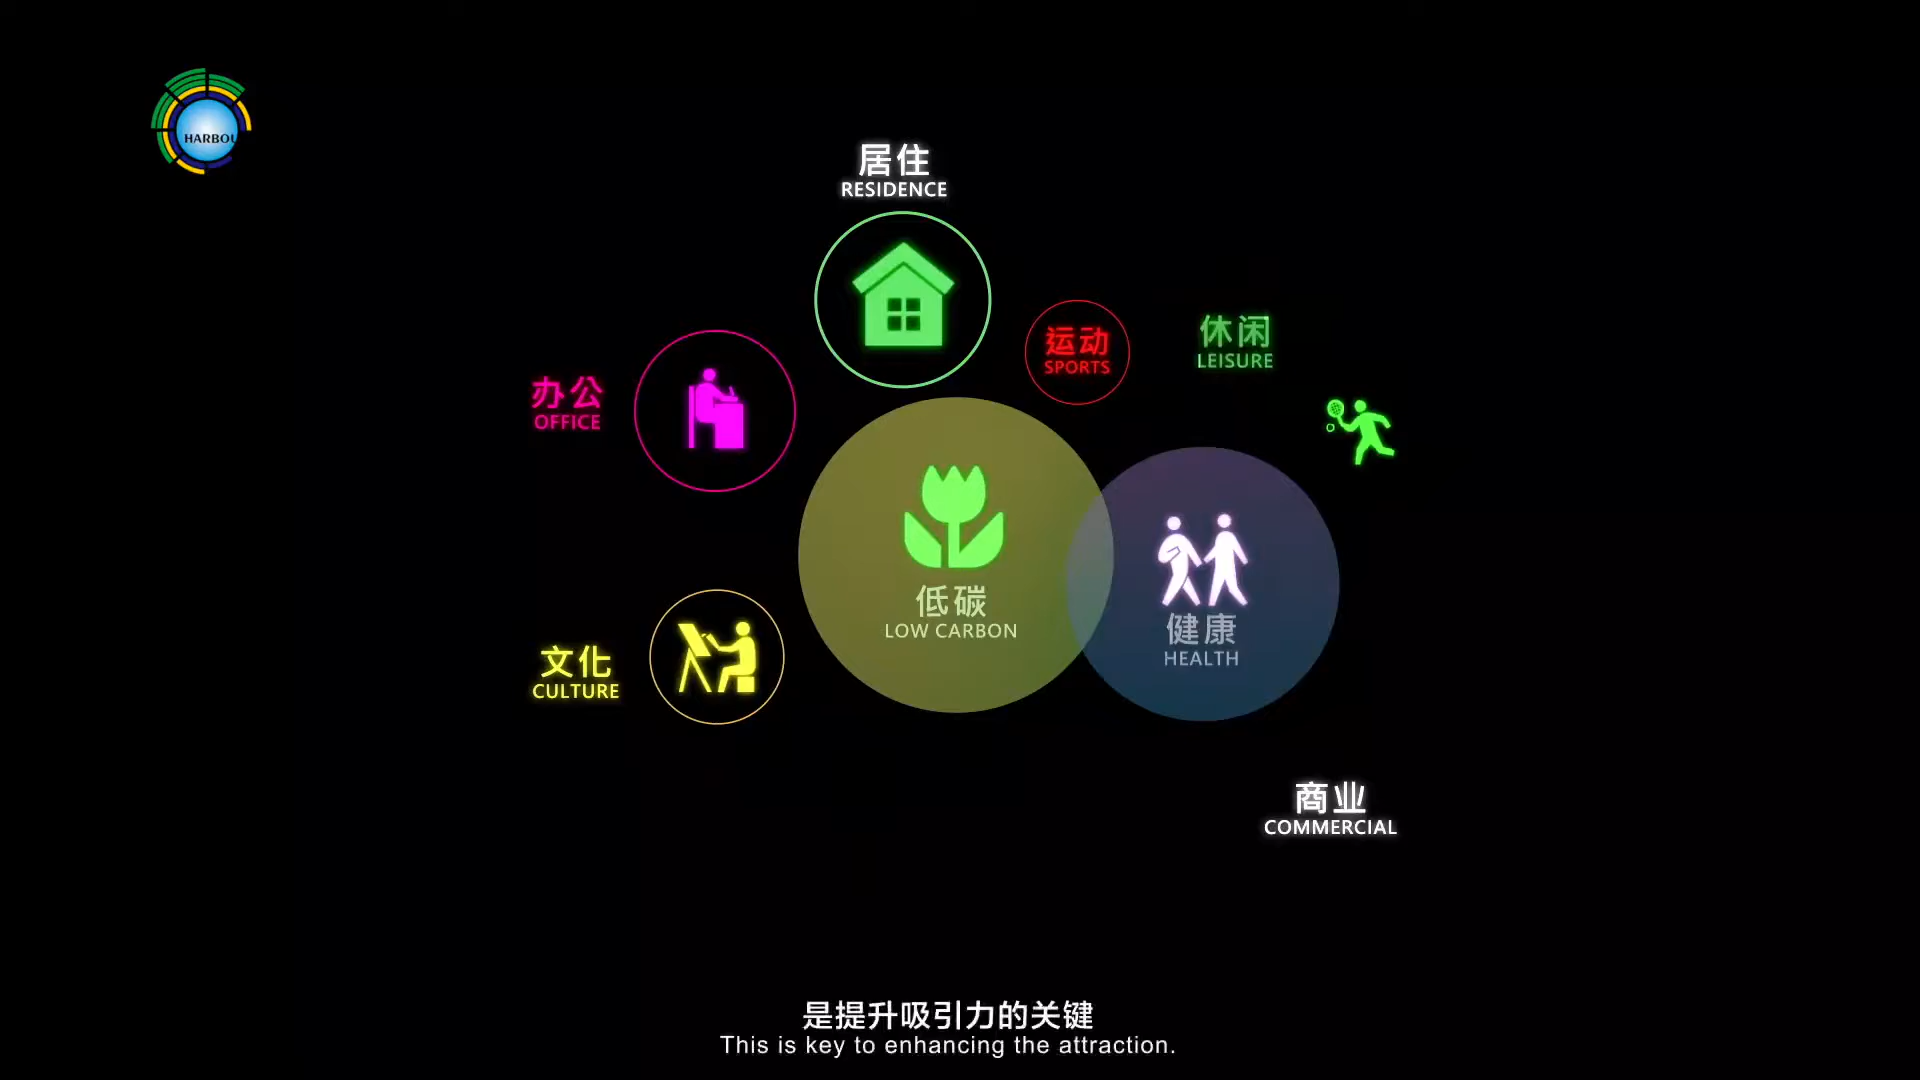 HARBOU
居住
RESIDENCE
运动
SPORTS
休闲
LEISURE
办公
OFFICE
低碳
LOW CARBON
健康
HEALTH
文化
CULTURE
商业
COMMERCIAL
是提升吸引力的关键
This is key to enhancing the attraction.